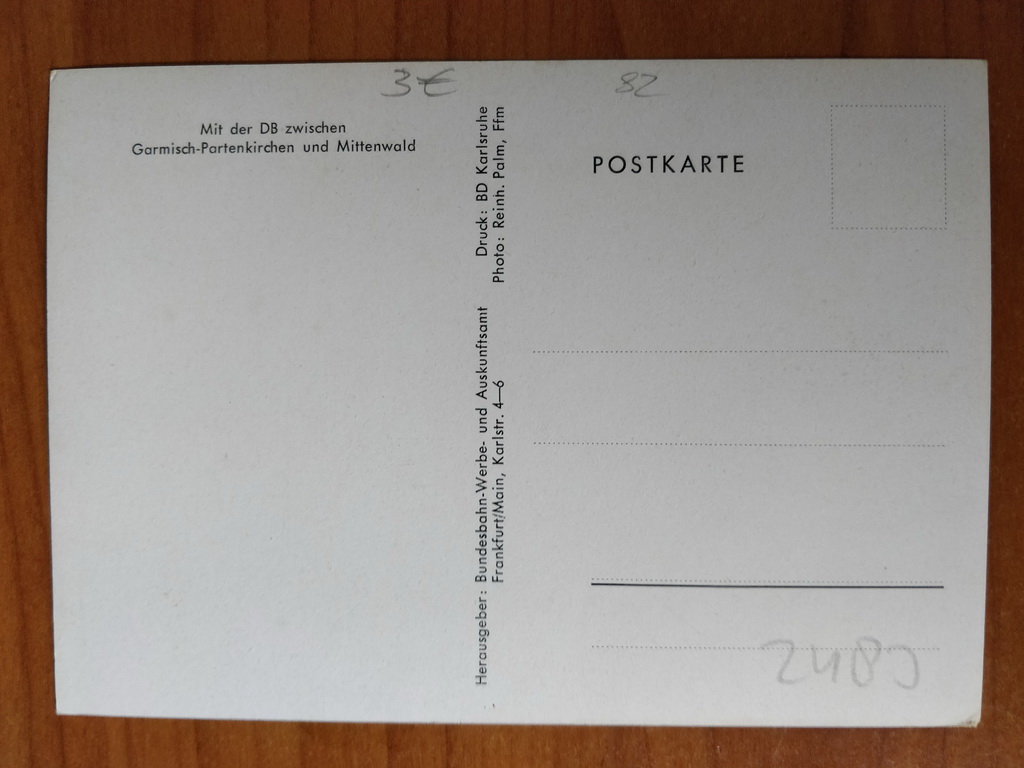 3€
82
Mit der DB zwischen
Garmisch-Partenkirchen und Mittenwald
Herausgeber: Bundesbahn-Werbe- und Auskunftsamt
Frankfurt/Main, Karlstr. 4—6
Druck: BD Karlsruhe
Photo: Reinh. Palm, Ffm
POSTKARTE